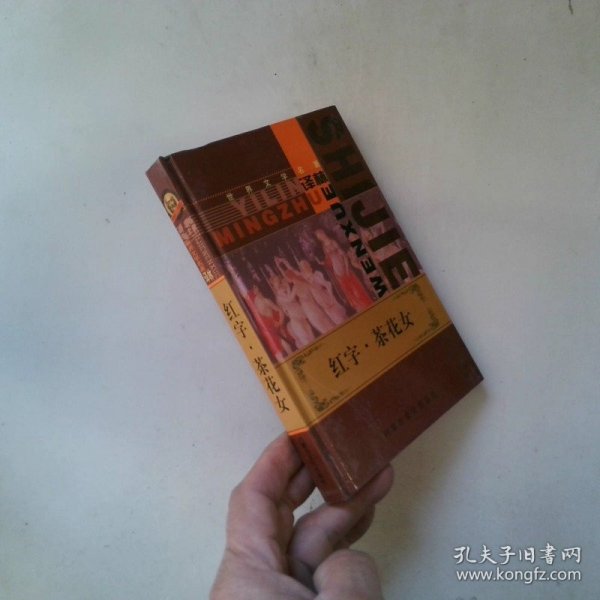 世界文学名著
YILIN
译林
MINGZHU
SHIJIE
WENXUE
红字·茶花女
红字·茶花女
孔夫子旧书网
www.kongfz.com